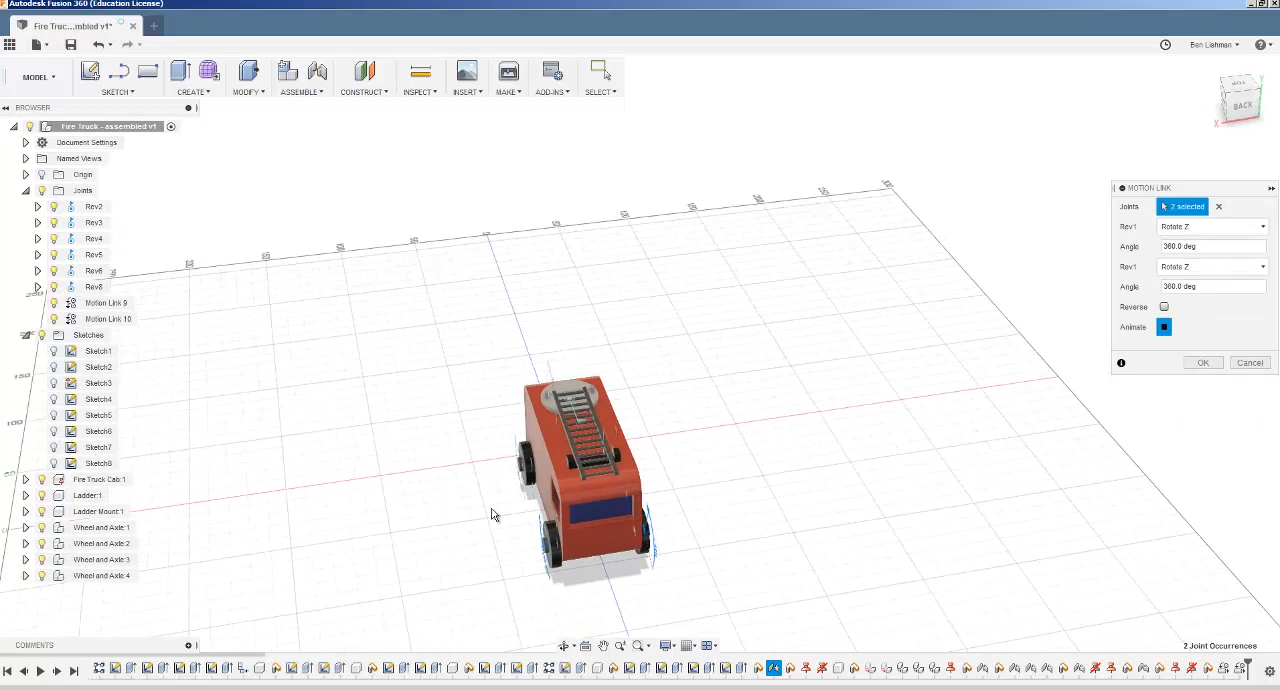 Autodesk Fusion 360 (Education License)
Fire Truc...mbled v1*
Ben Lishman
MODEL
SKETCH
CREATE
MODIFY
ASSEMBLE
CONSTRUCT
INSPECT
INSERT
MAKE
ADD-INS
SELECT
BROWSER
Fire Truck - assembled v1
Document Settings
Named Views
Origin
Joints
Rev2
Rev3
Rev4
Rev5
Rev6
Rev8
Motion Link 9
Motion Link 10
Sketches
Sketch1
Sketch2
Sketch3
Sketch4
Sketch5
Sketch6
Sketch7
Sketch8
Fire Truck Cab:1
Ladder:1
Ladder Mount:1
Wheel and Axle:1
Wheel and Axle:2
Wheel and Axle:3
Wheel and Axle:4
TOP
BACK
X
Y
MOTION LINK
Joints 2 selected
Rev1 Rotate Z
Angle 360.0 deg
Rev1 Rotate Z
Angle 360.0 deg
Reverse
Animate
OK Cancel
COMMENTS
2 Joint Occurrences